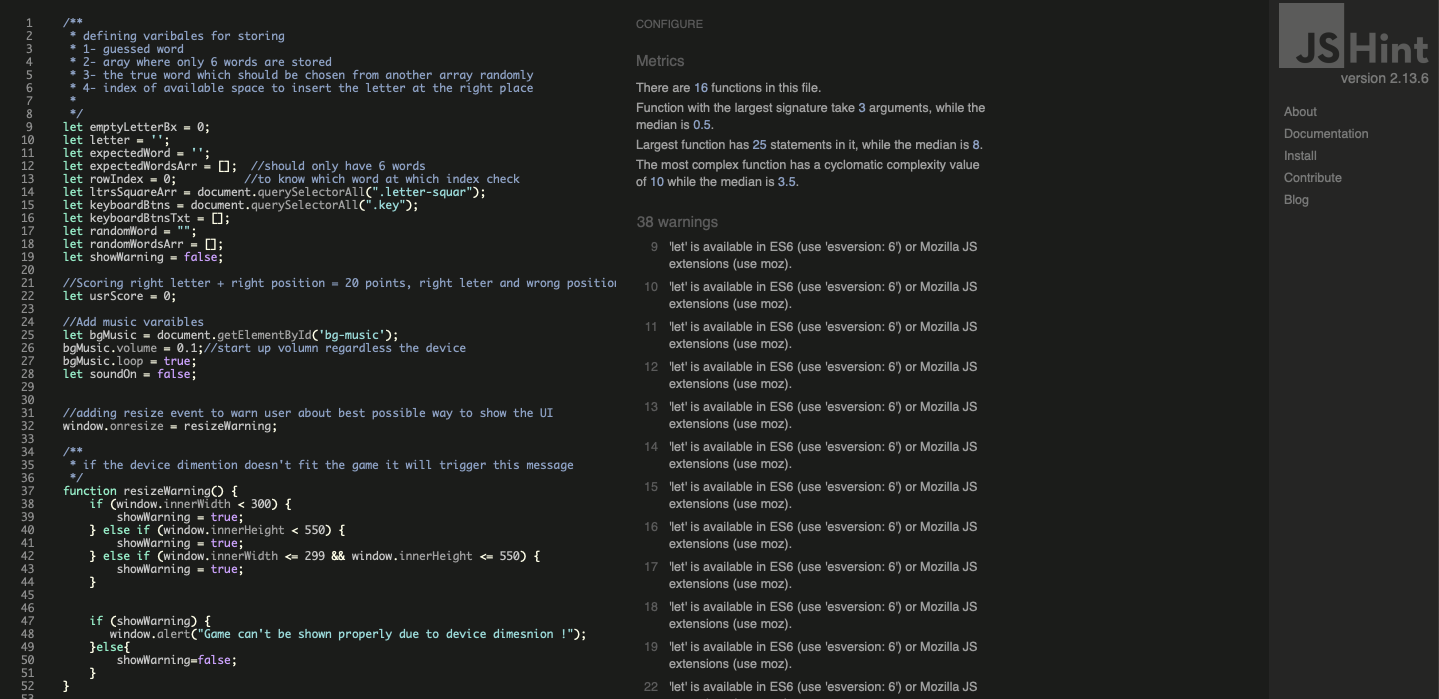 1 /**
2 * defining varibales for storing
3 * 1- guessed word
4 * 2- aray where only 6 words are stored
5 * 3- the true word which should be chosen from another array randomly
6 * 4- index of available space to insert the letter at the right place
7 *
8 */
9 let emptyLetterBx = 0;
10 let letter = '';
11 let expectedWord = '';
12 let expectedWordsArr = []; //should only have 6 words
13 let rowIndex = 0; //to know which word at which index check
14 let ltrsSquareArr = document.querySelectorAll(".letter-squar");
15 let keyboardBtns = document.querySelectorAll(".key");
16 let keyboardBtnsTxt = [];
17 let randomWord = "";
18 let randomWordsArr = [];
19 let showWarning = false;
20
21 //Scoring right letter + right position = 20 points, right leter and wrong position
22 let usrScore = 0;
23
24 //Add music varaibles
25 let bgMusic = document.getElementById('bg-music');
26 bgMusic.volume = 0.1;//start up volumn regardless the device
27 bgMusic.loop = true;
28 let soundOn = false;
29
30
31 //adding resize event to warn user about best possible way to show the UI
32 window.onresize = resizeWarning;
33
34 /**
35 * if the device dimention doesn't fit the game it will trigger this message
36 */
37 function resizeWarning() {
38 if (window.innerWidth < 300) {
39 showWarning = true;
40 } else if (window.innerHeight < 550) {
41 showWarning = true;
42 } else if (window.innerWidth <= 299 && window.innerHeight <= 550) {
43 showWarning = true;
44 }
45
46
47 if (showWarning) {
48 window.alert("Game can't be shown properly due to device dimesnion !");
49 }else{
50 showWarning=false;
51 }
52 }
53
CONFIGURE
Metrics
There are 16 functions in this file.
Function with the largest signature take 3 arguments, while the
median is 0.5.
Largest function has 25 statements in it, while the median is 8.
The most complex function has a cyclomatic complexity value
of 10 while the median is 3.5.
38 warnings
9 'let' is available in ES6 (use 'esversion: 6') or Mozilla JS
extensions (use moz).
10 'let' is available in ES6 (use 'esversion: 6') or Mozilla JS
extensions (use moz).
11 'let' is available in ES6 (use 'esversion: 6') or Mozilla JS
extensions (use moz).
12 'let' is available in ES6 (use 'esversion: 6') or Mozilla JS
extensions (use moz).
13 'let' is available in ES6 (use 'esversion: 6') or Mozilla JS
extensions (use moz).
14 'let' is available in ES6 (use 'esversion: 6') or Mozilla JS
extensions (use moz).
15 'let' is available in ES6 (use 'esversion: 6') or Mozilla JS
extensions (use moz).
16 'let' is available in ES6 (use 'esversion: 6') or Mozilla JS
extensions (use moz).
17 'let' is available in ES6 (use 'esversion: 6') or Mozilla JS
extensions (use moz).
18 'let' is available in ES6 (use 'esversion: 6') or Mozilla JS
extensions (use moz).
19 'let' is available in ES6 (use 'esversion: 6') or Mozilla JS
extensions (use moz).
22 'let' is available in ES6 (use 'esversion: 6') or Mozilla JS
JSHint
version 2.13.6
About
Documentation
Install
Contribute
Blog